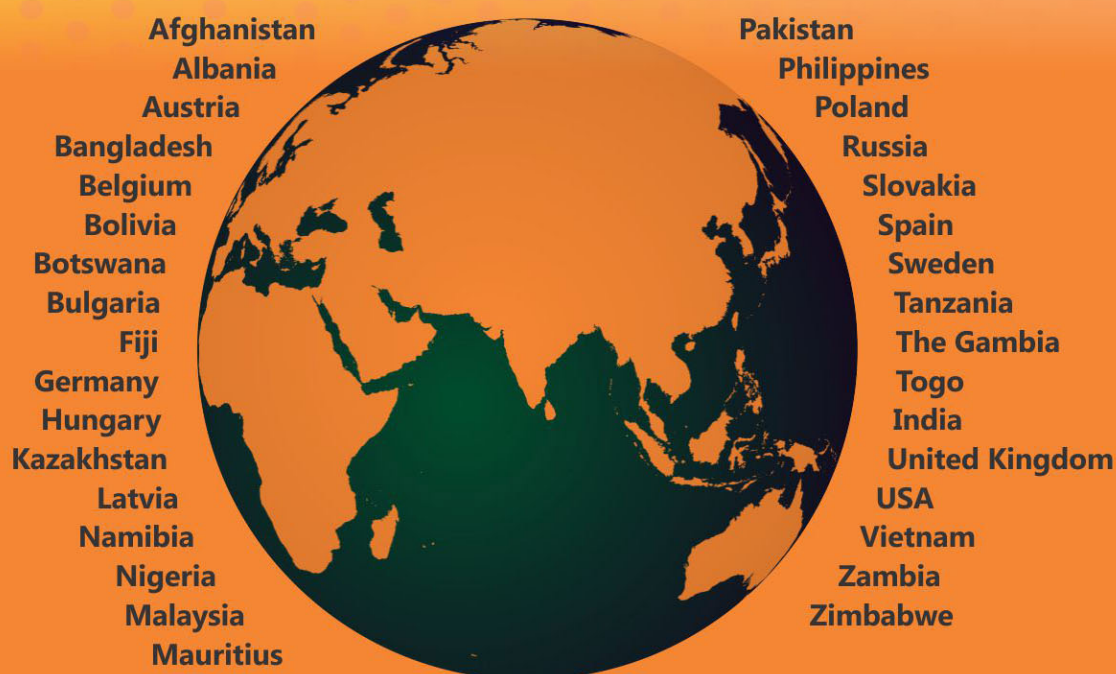 Afghanistan
Albania
Austria
Bangladesh
Belgium
Bolivia
Botswana
Bulgaria
Fiji
Germany
Hungary
Kazakhstan
Latvia
Namibia
Nigeria
Malaysia
Mauritius
Pakistan
Philippines
Poland
Russia
Slovakia
Spain
Sweden
Tanzania
The Gambia
Togo
India
United Kingdom
USA
Vietnam
Zambia
Zimbabwe